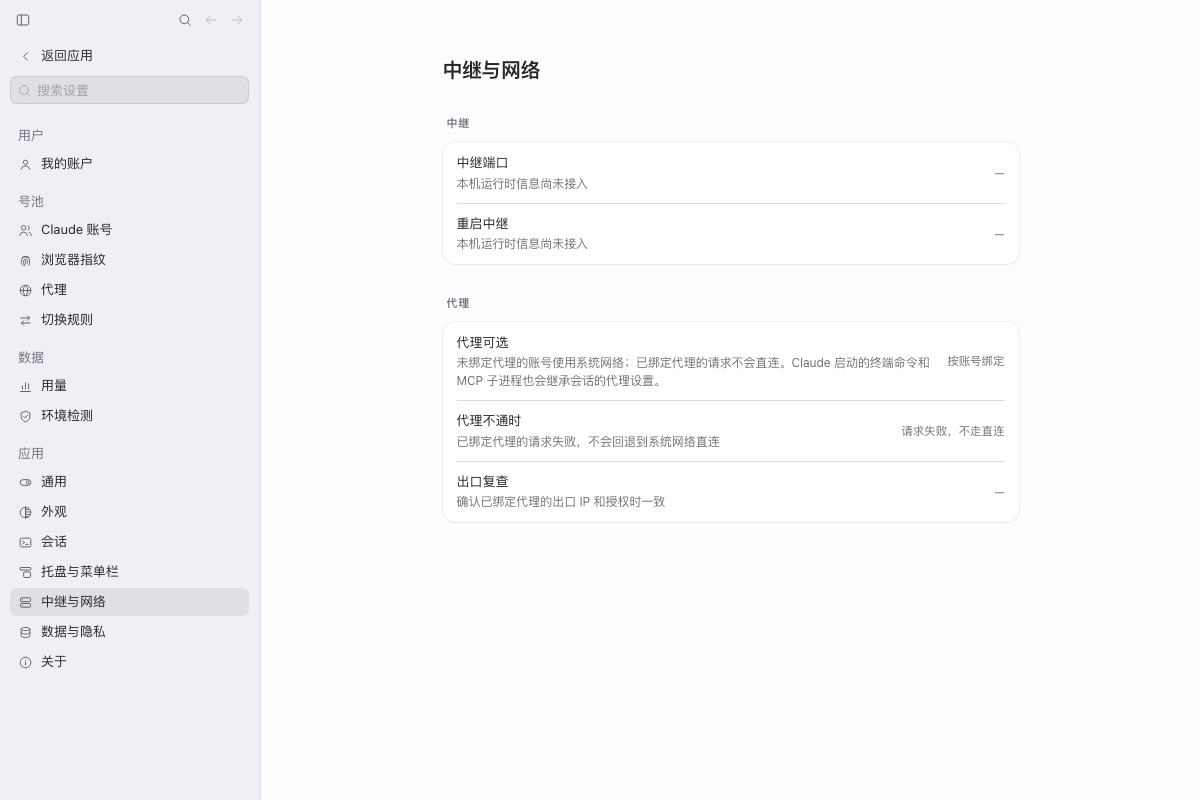 返回应用
搜索设置
用户
我的账户
号池
Claude 账号
浏览器指纹
代理
切换规则
数据
用量
环境检测
应用
通用
外观
会话
托盘与菜单栏
中继与网络
数据与隐私
关于
中继与网络
中继
中继端口
本机运行时信息尚未接入
—
重启中继
本机运行时信息尚未接入
—
代理
代理可选
未绑定代理的账号使用系统网络；已绑定代理的请求不会直连。Claude 启动的终端命令和
MCP 子进程也会继承会话的代理设置。
按账号绑定
代理不通时
已绑定代理的请求失败，不会回退到系统网络直连
请求失败，不走直连
出口复查
确认已绑定代理的出口 IP 和授权时一致
—